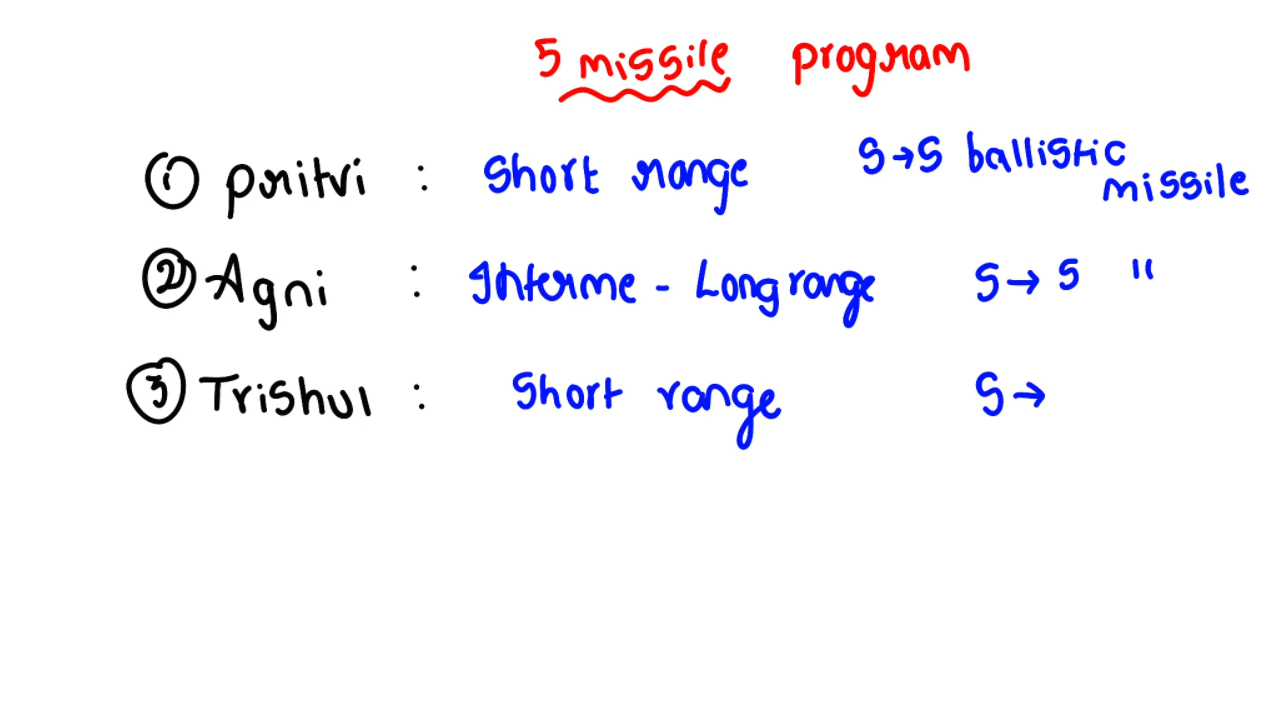 5 missile program
① Pritvi : Short range S→S ballistic missile
② Agni : Interme - Long range S→S "
③ Trishul : Short range S→